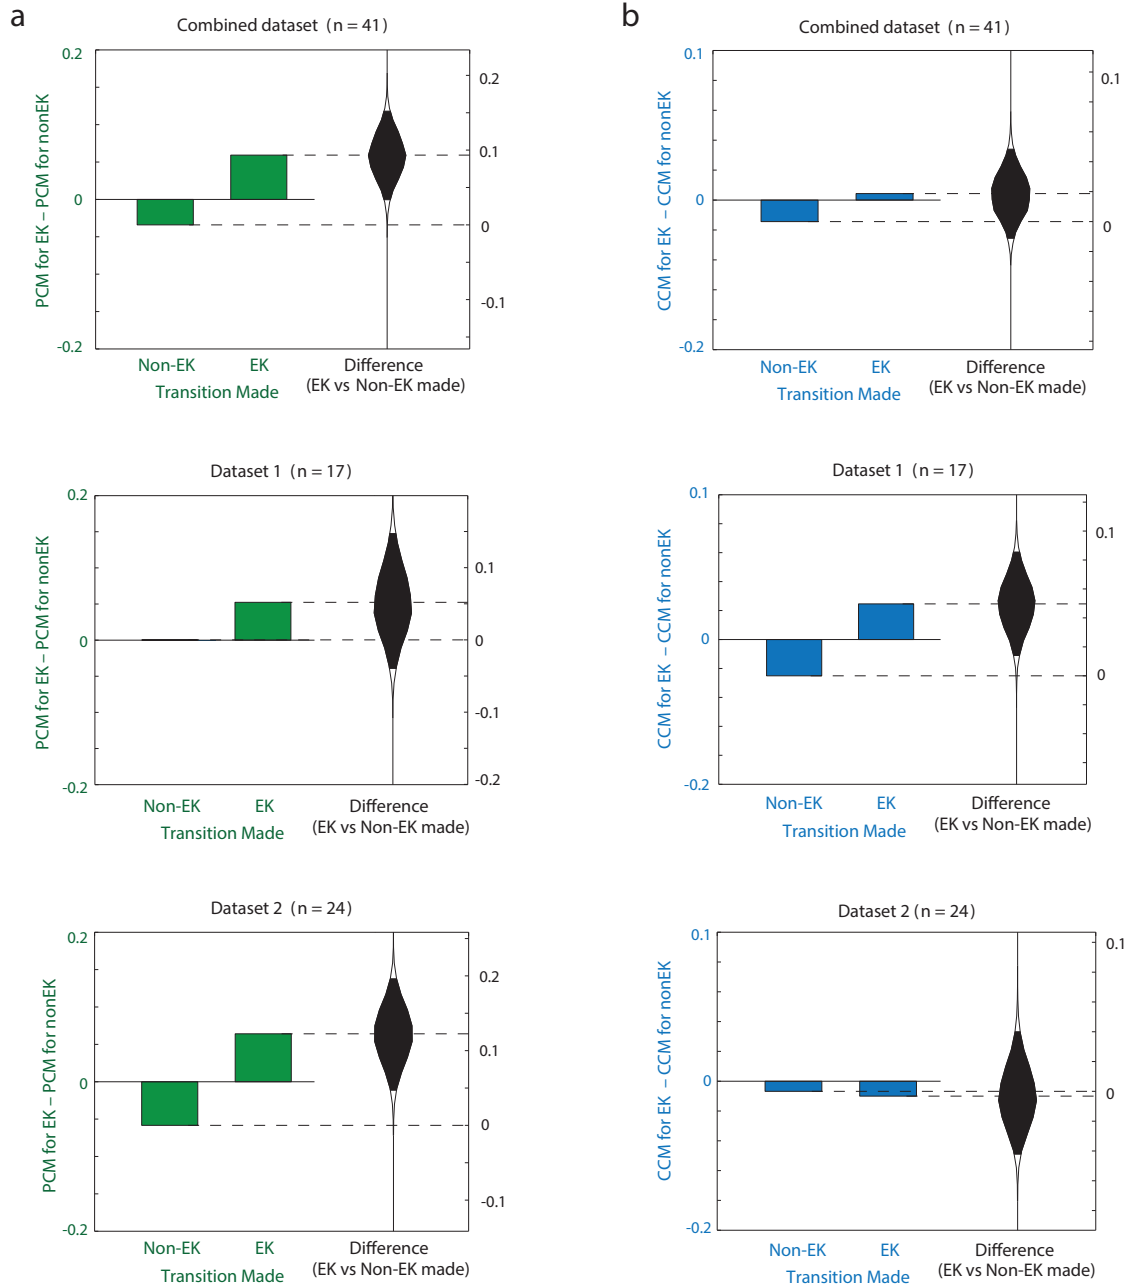 a
Combined dataset (n = 41)
0.2
0
-0.2
PCM for EK – PCM for nonEK
0.2
0.1
0
-0.1
Non-EK EK Difference
Transition Made (EK vs Non-EK made)
b
Combined dataset (n = 41)
0.1
0
-0.2
CCM for EK – CCM for nonEK
0.1
0
Non-EK EK Difference
Transition Made (EK vs Non-EK made)
Dataset 1 (n = 17)
0.2
0
-0.2
PCM for EK – PCM for nonEK
0.1
0
-0.1
-0.2
Non-EK EK Difference
Transition Made (EK vs Non-EK made)
Dataset 1 (n = 17)
0.1
0
-0.2
CCM for EK – CCM for nonEK
0.1
0
Non-EK EK Difference
Transition Made (EK vs Non-EK made)
Dataset 2 (n = 24)
0.2
0
-0.2
PCM for EK – PCM for nonEK
0.2
0.1
0
-0.1
Non-EK EK Difference
Transition Made (EK vs Non-EK made)
Dataset 2 (n = 24)
0.1
0
-0.2
CCM for EK – CCM for nonEK
0.1
0
Non-EK EK Difference
Transition Made (EK vs Non-EK made)